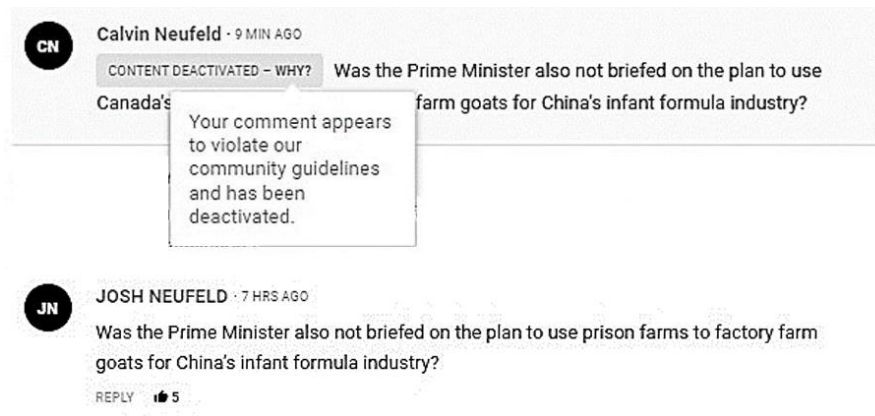 CN
Calvin Neufeld · 9 MIN AGO
CONTENT DEACTIVATED – WHY? Was the Prime Minister also not briefed on the plan to use
Canada's farm goats for China's infant formula industry?
Your comment appears
to violate our
community guidelines
and has been
deactivated.
JN
JOSH NEUFELD · 7 HRS AGO
Was the Prime Minister also not briefed on the plan to use prison farms to factory farm
goats for China's infant formula industry?
REPLY 5